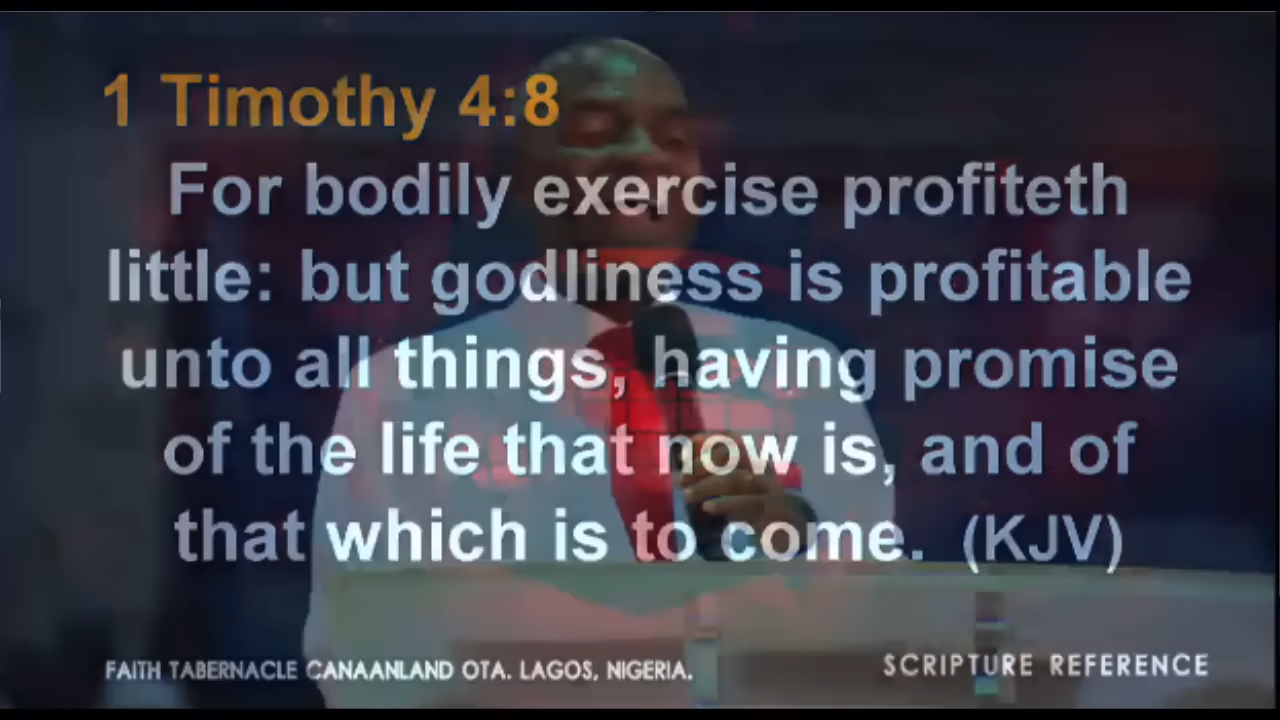 1 Timothy 4:8
For bodily exercise profiteth
little: but godliness is profitable
unto all things, having promise
of the life that now is, and of
that which is to come. (KJV)
FAITH TABERNACLE CANAANLAND OTA. LAGOS, NIGERIA.
SCRIPTURE REFERENCE